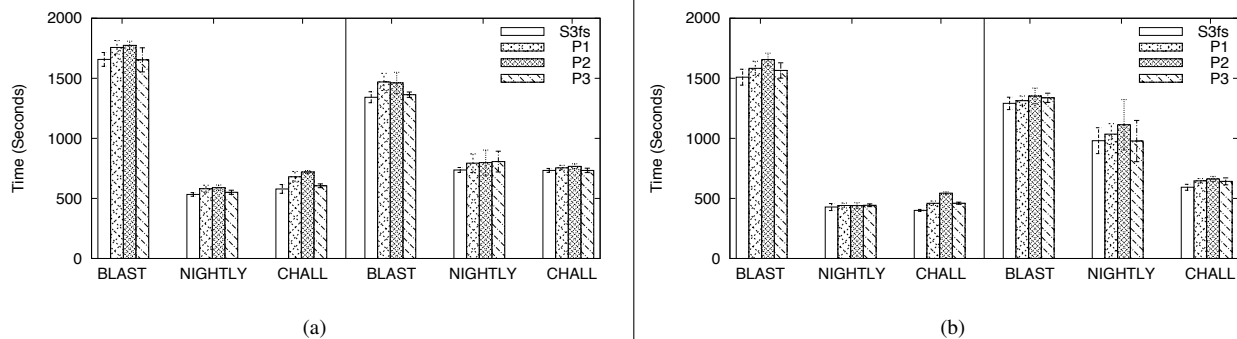 2000
1500
1000
500
0
Time (Seconds)
S3fs
P1
P2
P3
BLAST NIGHTLY CHALL BLAST NIGHTLY CHALL
(a)
2000
1500
1000
500
0
Time (Seconds)
S3fs
P1
P2
P3
BLAST NIGHTLY CHALL BLAST NIGHTLY CHALL
(b)